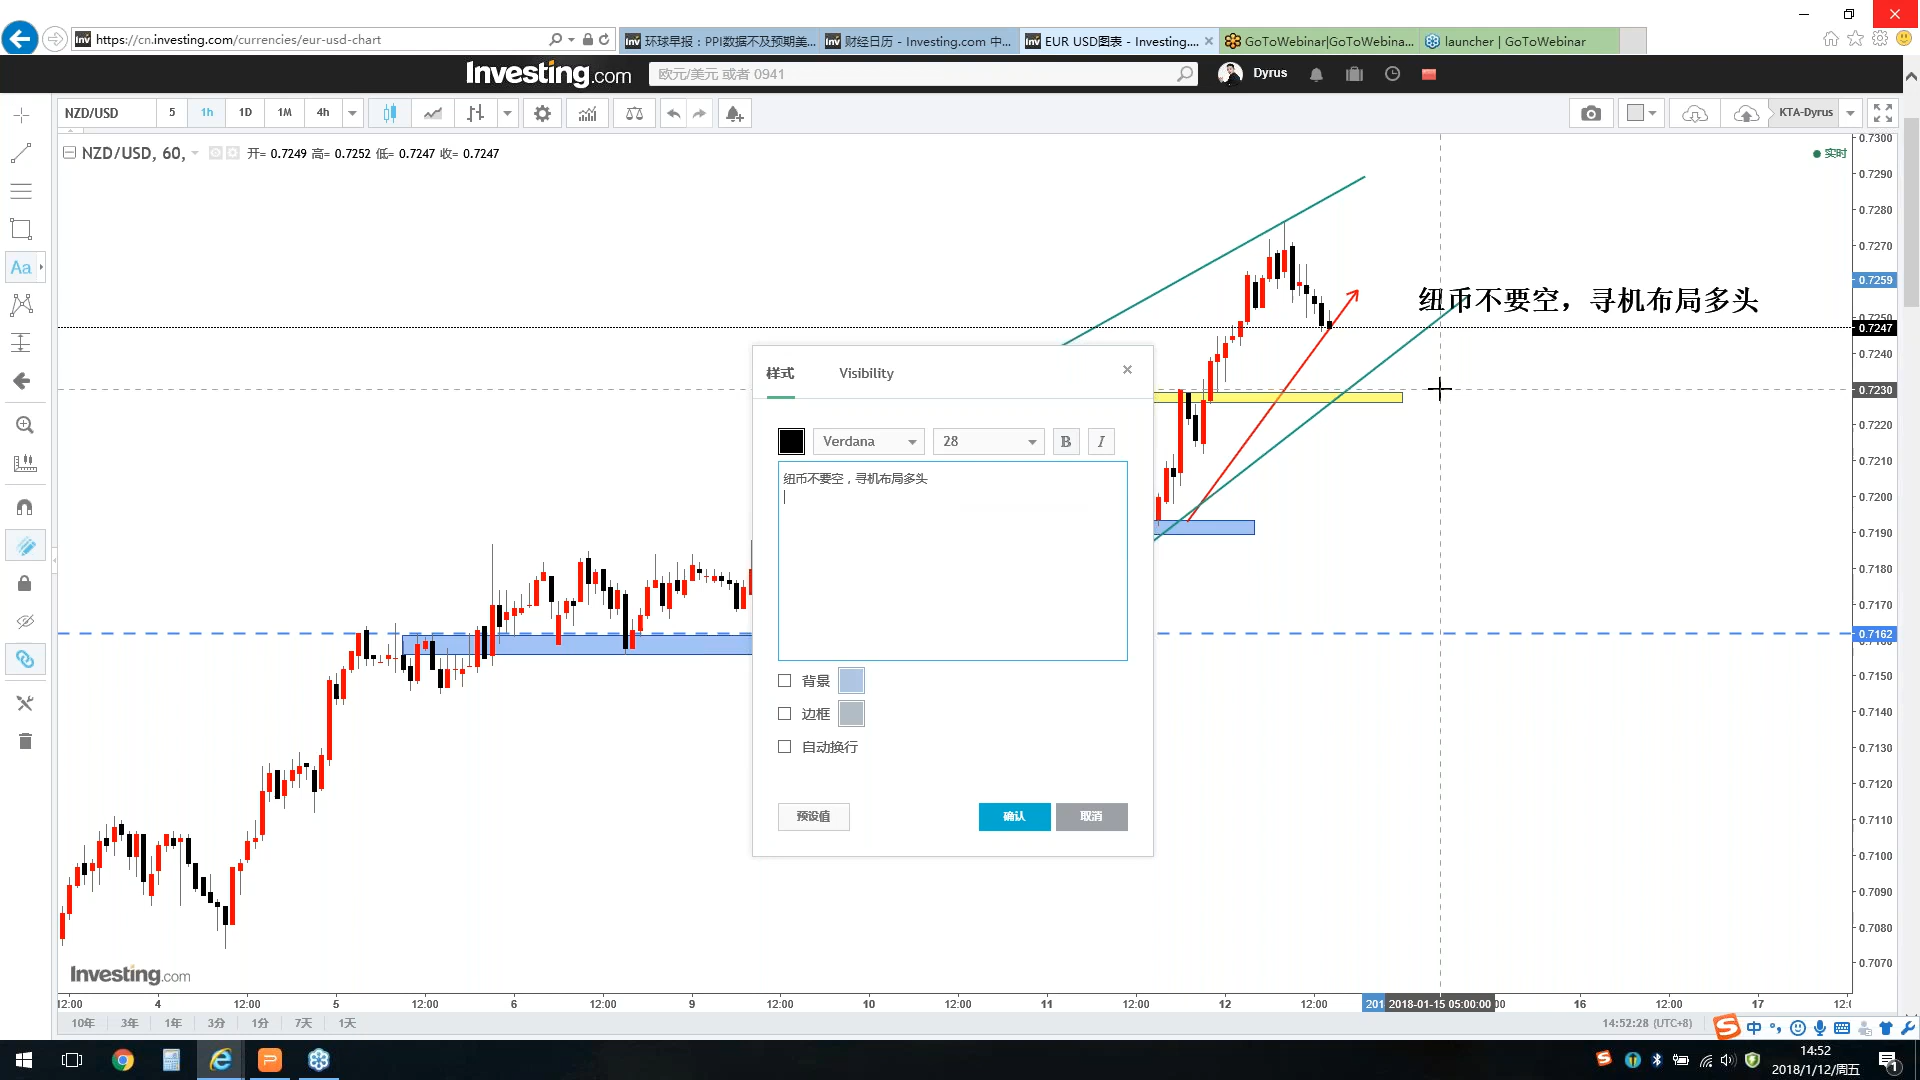 https://cn.investing.com/currencies/eur-usd-chart
环球早报：PPI数据不及预期美...
财经日历 - Investing.com 中...
EUR USD图表 - Investing....
GoToWebinar|GoToWebina...
launcher | GoToWebinar
Investing.com
欧元/美元 或者 0941
Dyrus
NZD/USD
5
1h
1D
1M
4h
KTA-Dyrus
NZD/USD, 60,
开= 0.7249 高= 0.7252 低= 0.7247 收= 0.7247
实时
0.7300
0.7290
0.7280
0.7270
0.7259
0.7250
0.7247
0.7240
0.7230
0.7220
0.7210
0.7200
0.7190
0.7180
0.7170
0.7162
0.7150
0.7140
0.7130
0.7120
0.7110
0.7100
0.7090
0.7080
0.7070
纽币不要空，寻机布局多头
Aa
样式
Visibility
Verdana
28
B
I
纽币不要空，寻机布局多头
背景
边框
自动换行
预设值
确认
取消
Investing.com
12:00
4
12:00
5
12:00
6
12:00
9
12:00
10
12:00
11
12:00
12
12:00
201
2018-01-15 05:00:00
16
12:00
17
10年
3年
1年
3分
1分
7天
1天
14:52:28 (UTC+8)
中
14:52
2018/1/12/周五